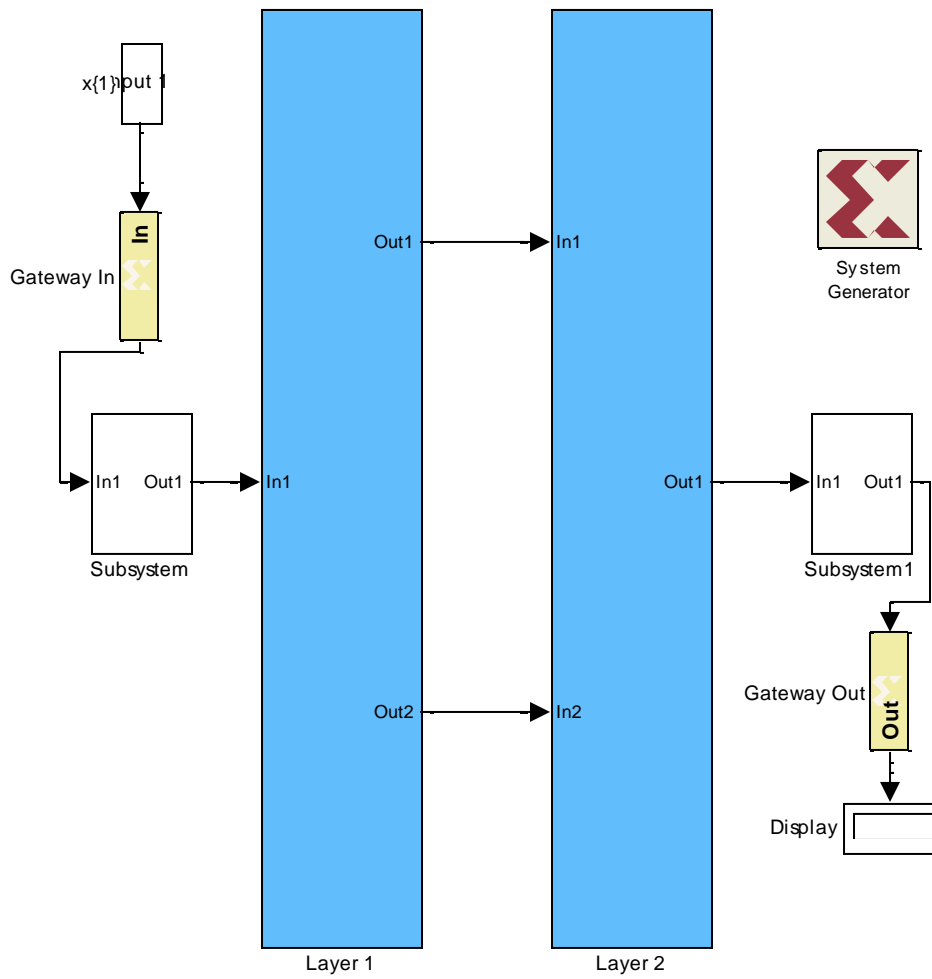 x{1}
nput 1
In
Gateway In
In1
Out1
Subsystem
In1
Out1
Out2
Layer 1
In1
In2
Out1
Layer 2
System
Generator
In1
Out1
Subsystem1
Gateway Out
Out
Display